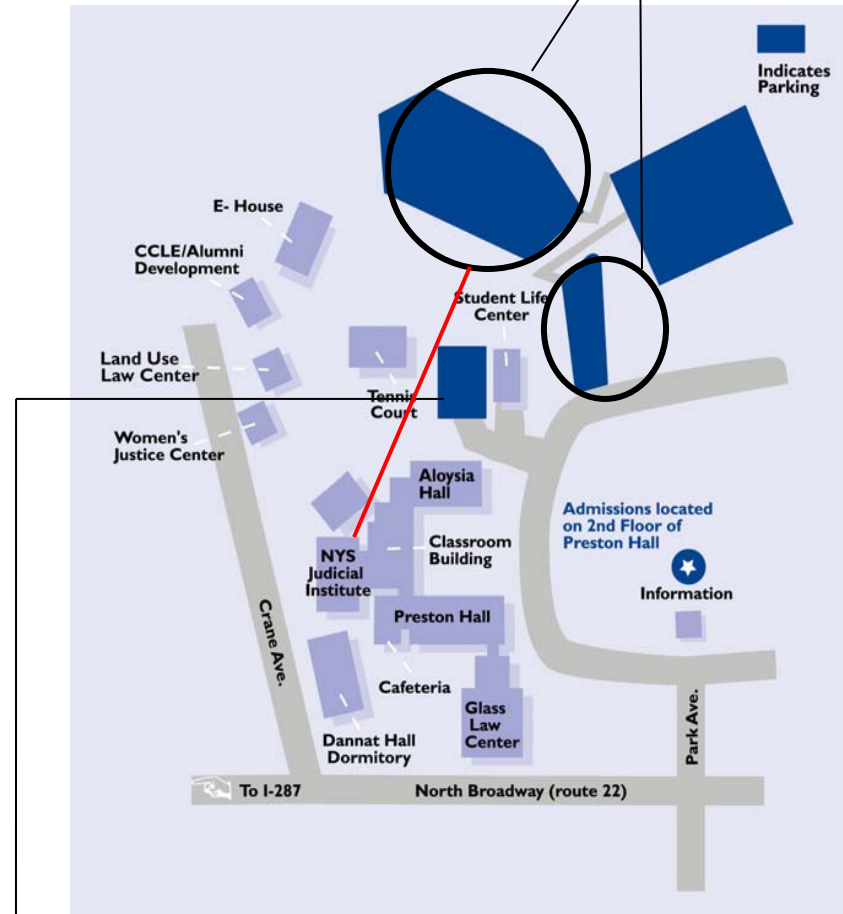 Indicates
Parking
E- House
CCLE/Alumni
Development
Student Life
Center
Land Use
Law Center
Tennis
Court
Women's
Justice Center
Aloysia
Hall
Admissions located
on 2nd Floor of
Preston Hall
Classroom
Building
NYS
Judicial
Institute
Information
Preston Hall
Crane Ave.
Cafeteria
Glass
Law
Center
Park Ave.
Dannat Hall
Dormitory
To I-287
North Broadway (route 22)